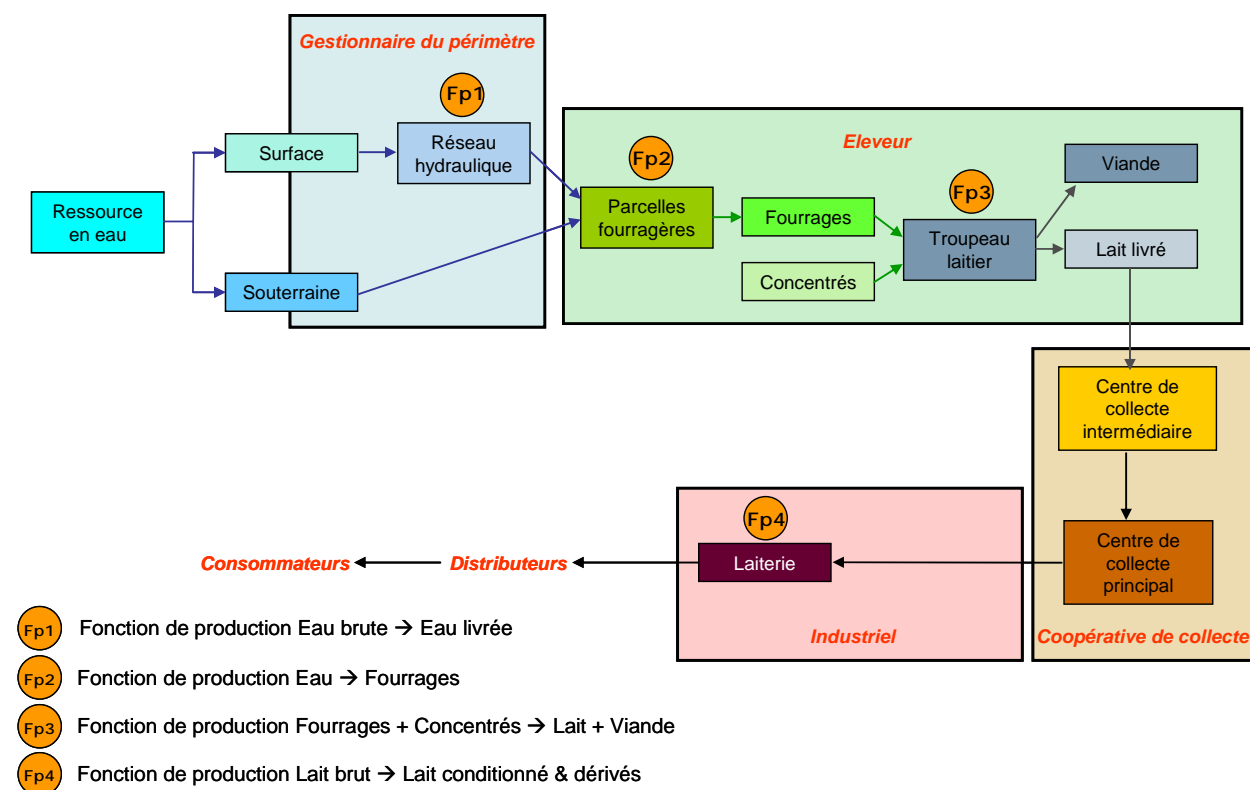 Gestionnaire du périmètre
Fp1
Surface
Réseau
hydraulique
Ressource
en eau
Souterraine
Eleveur
Fp2
Parcelles
fourragères
Fourrages
Concentrés
Fp3
Troupeau
laitier
Viande
Lait livré
Centre de
collecte
intermédiaire
Centre de
collecte
principal
Coopérative de collecte
Fp4
Laiterie
Industriel
Distributeurs
Consommateurs
Fp1 Fonction de production Eau brute → Eau livrée
Fp2 Fonction de production Eau → Fourrages
Fp3 Fonction de production Fourrages + Concentrés → Lait + Viande
Fp4 Fonction de production Lait brut → Lait conditionné & dérivés